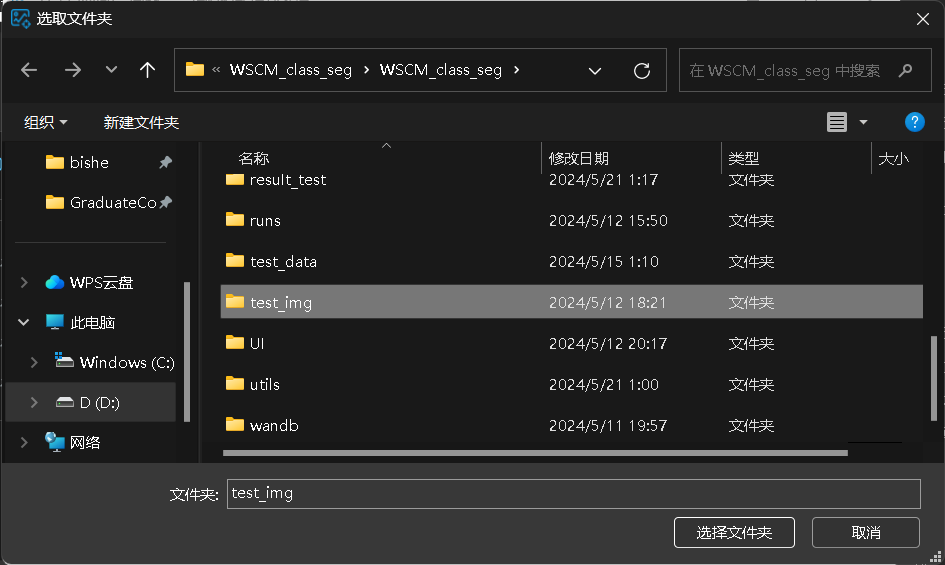 选取文件夹
« WSCM_class_seg › WSCM_class_seg ›
在 WSCM_class_seg 中搜索
组织 新建文件夹
?
bishe
GraduateCo
WPS云盘
此电脑
Windows (C:)
D (D:)
网络
名称 修改日期 类型 大小
result_test 2024/5/21 1:17 文件夹
runs 2024/5/12 15:50 文件夹
test_data 2024/5/15 1:10 文件夹
test_img 2024/5/12 18:21 文件夹
UI 2024/5/12 20:17 文件夹
utils 2024/5/21 1:00 文件夹
wandb 2024/5/11 19:57 文件夹
文件夹: test_img
选择文件夹 取消